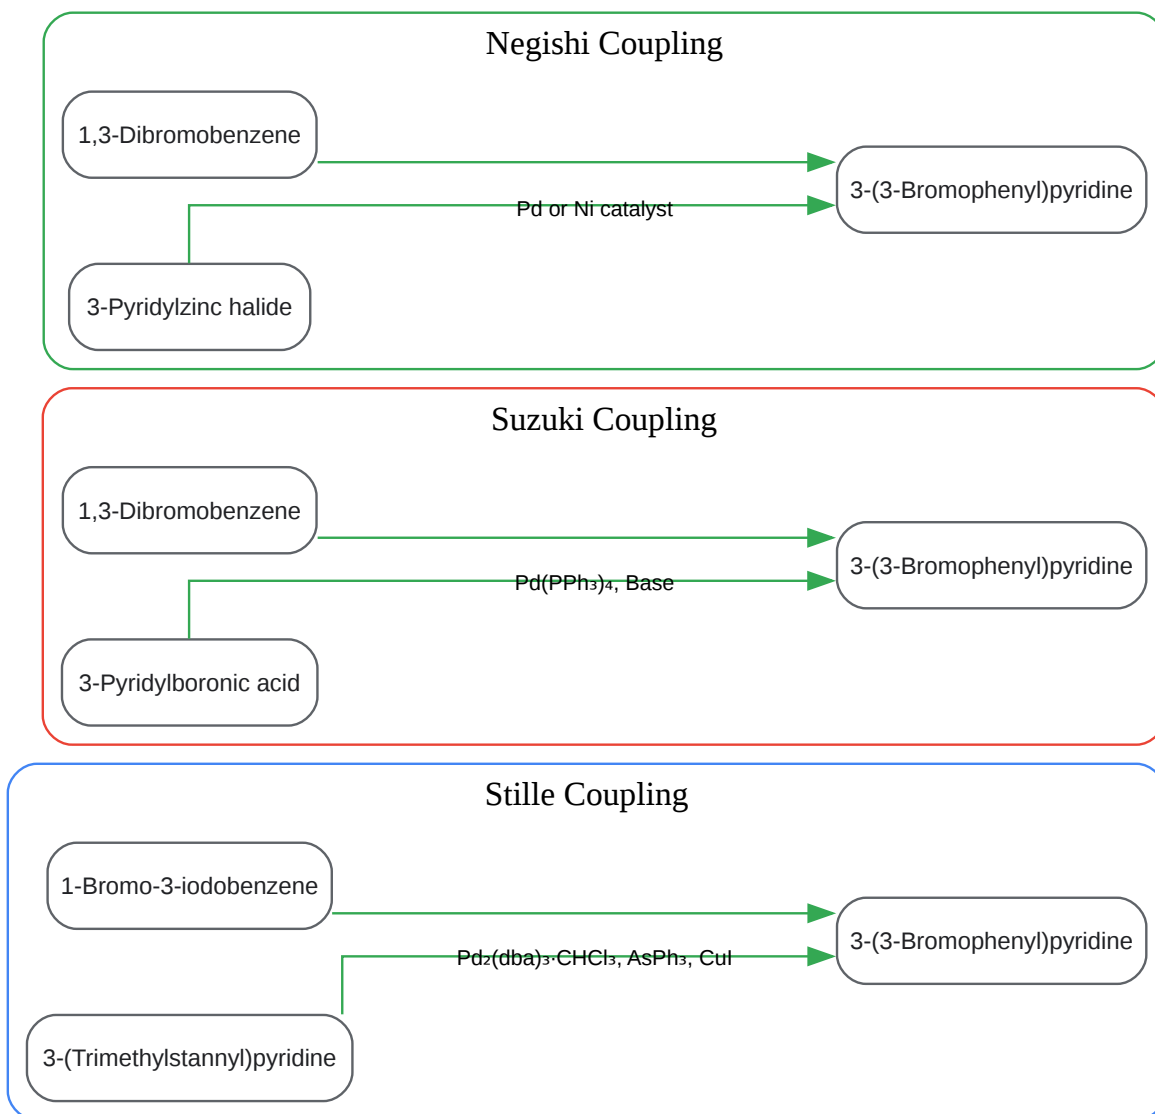 Negishi Coupling
1,3-Dibromobenzene
3-(3-Bromophenyl)pyridine
Pd or Ni catalyst
3-Pyridylzinc halide
Suzuki Coupling
1,3-Dibromobenzene
3-(3-Bromophenyl)pyridine
Pd(PPh₃)₄, Base
3-Pyridylboronic acid
Stille Coupling
1-Bromo-3-iodobenzene
3-(3-Bromophenyl)pyridine
Pd₂(dba)₃·CHCl₃, AsPh₃, CuI
3-(Trimethylstannyl)pyridine